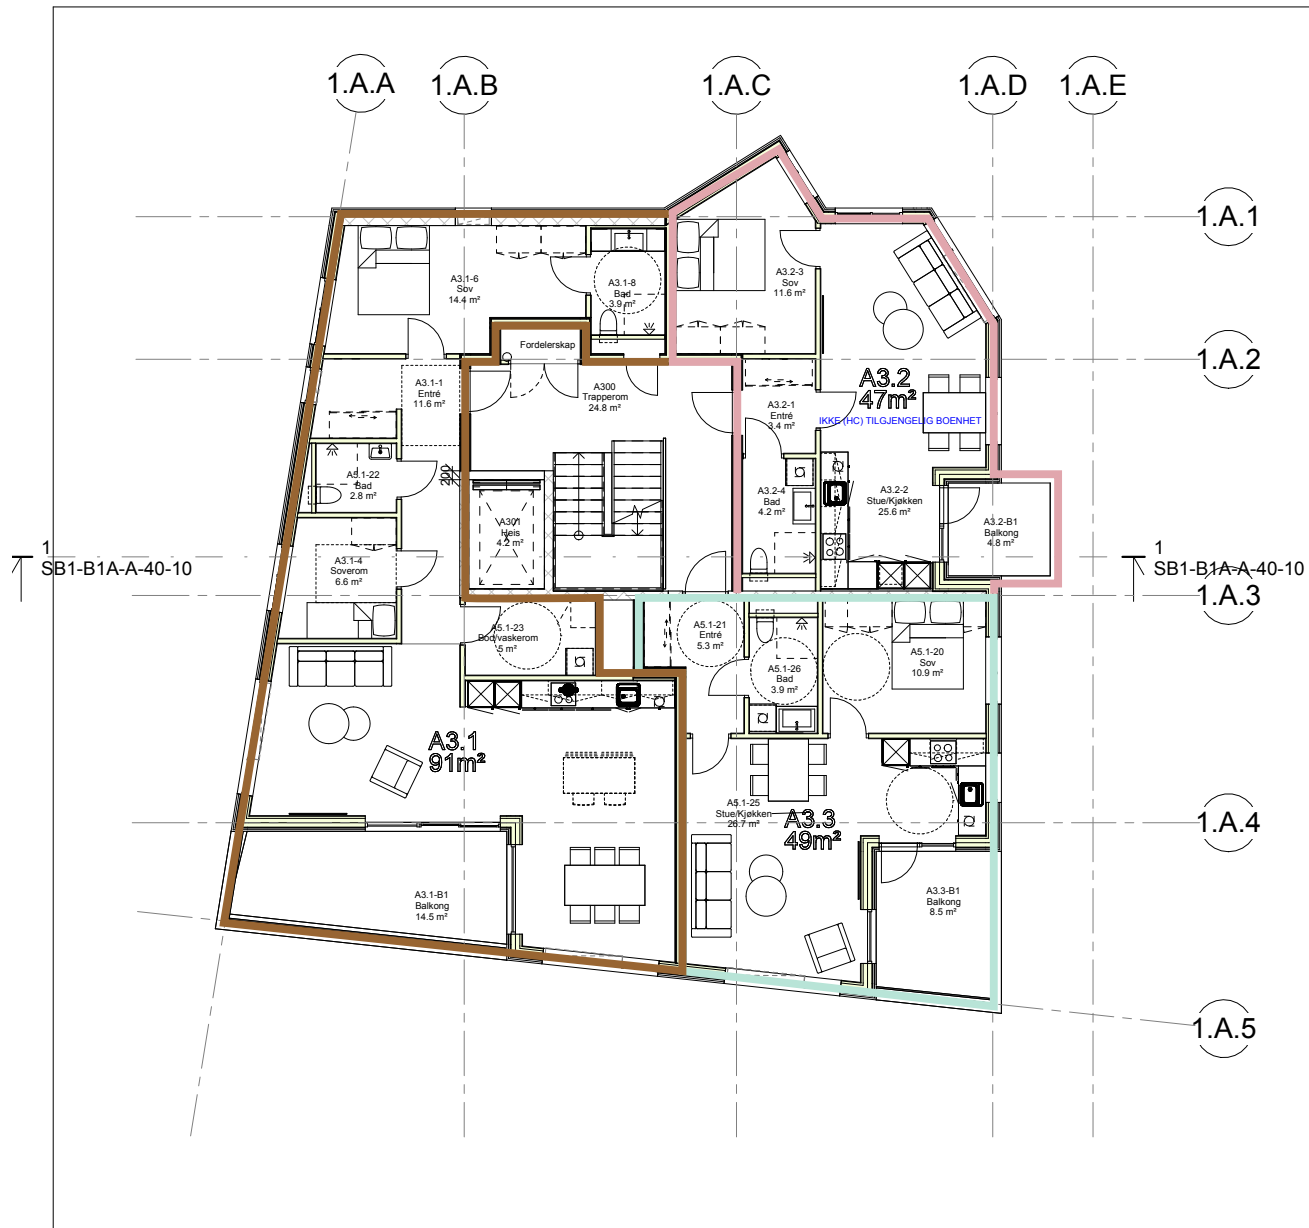 1.A.A
1.A.B
1.A.C
1.A.D
1.A.E
1.A.1
A3.1-6
Sov
14.4 m²
A3.1-8
Bad
3.9 m²
A3.2-3
Sov
11.6 m²
Fordelerskap
1.A.2
A3.1-1
Entré
11.6 m²
A300
Trapperom
24.8 m²
A3.2
47m²
IKKE (HC) TILGJENGELIG BOENHET
A3.2-1
Entré
3.4 m²
A5.1-22
Bad
2.8 m²
200
A3.2-4
Bad
4.2 m²
A3.2-2
Stue/Kjøkken
25.6 m²
A301
Heis
4.2 m²
A3.2-B1
Balkong
4.8 m²
1
SB1-B1A-A-40-10
A3.1-4
Soverom
6.6 m²
1
SB1-B1A-A-40-10
1.A.3
A5.1-23
Bod/vaskerom
5 m²
A5.1-21
Entré
5.3 m²
A5.1-26
Bad
3.9 m²
A5.1-20
Sov
10.9 m²
A3.1
91m²
A5.1-25
Stue/Kjøkken
26.7 m²
A3.3
49m²
1.A.4
A3.1-B1
Balkong
14.5 m²
A3.3-B1
Balkong
8.5 m²
1.A.5